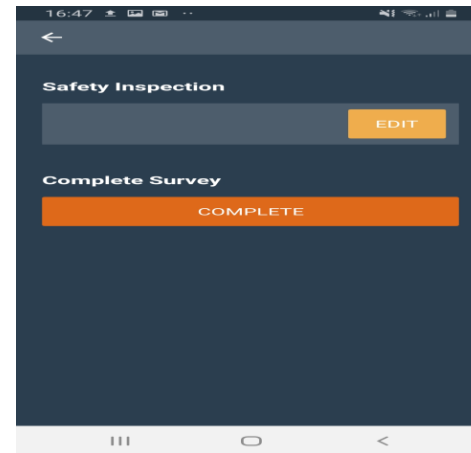 16:47
Safety Inspection
EDIT
Complete Survey
COMPLETE